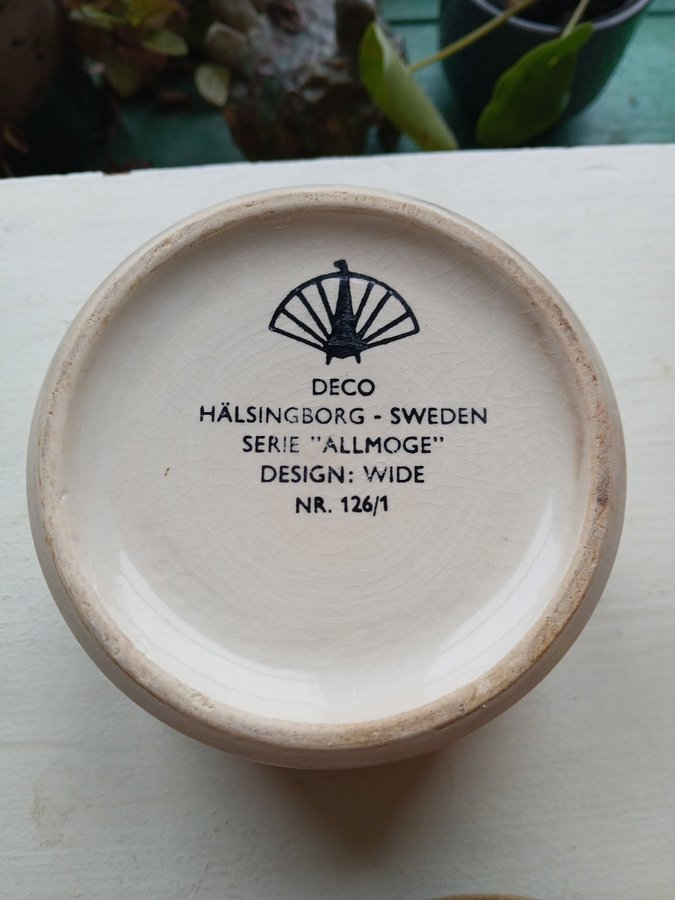 DECO
HÄLSINGBORG - SWEDEN
SERIE "ALLMOGE"
DESIGN: WIDE
NR. 126/1